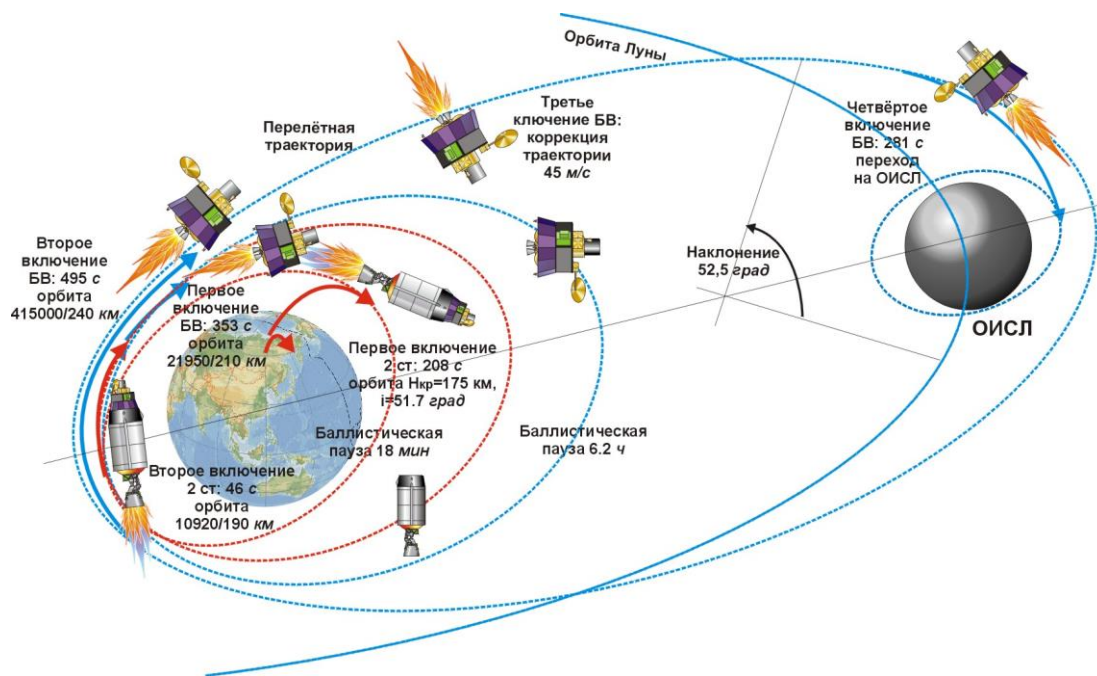 Орбита Луны
Перелётная
траектория
Третье
ключение БВ:
коррекция
траектории
45 м/с
Четвёртое
включение
БВ: 281 с
переход
на ОИСЛ
Второе
включение
БВ: 495 с
орбита
415000/240 км
Первое
включение
БВ: 353 с
орбита
21950/210 км
Наклонение
52,5 град
ОИСЛ
Первое включение
2 ст: 208 с
орбита Нкр=175 км,
i=51.7 град
Баллистическая
пауза 18 мин
Баллистическая
пауза 6.2 ч
Второе включение
2 ст: 46 с
орбита
10920/190 км